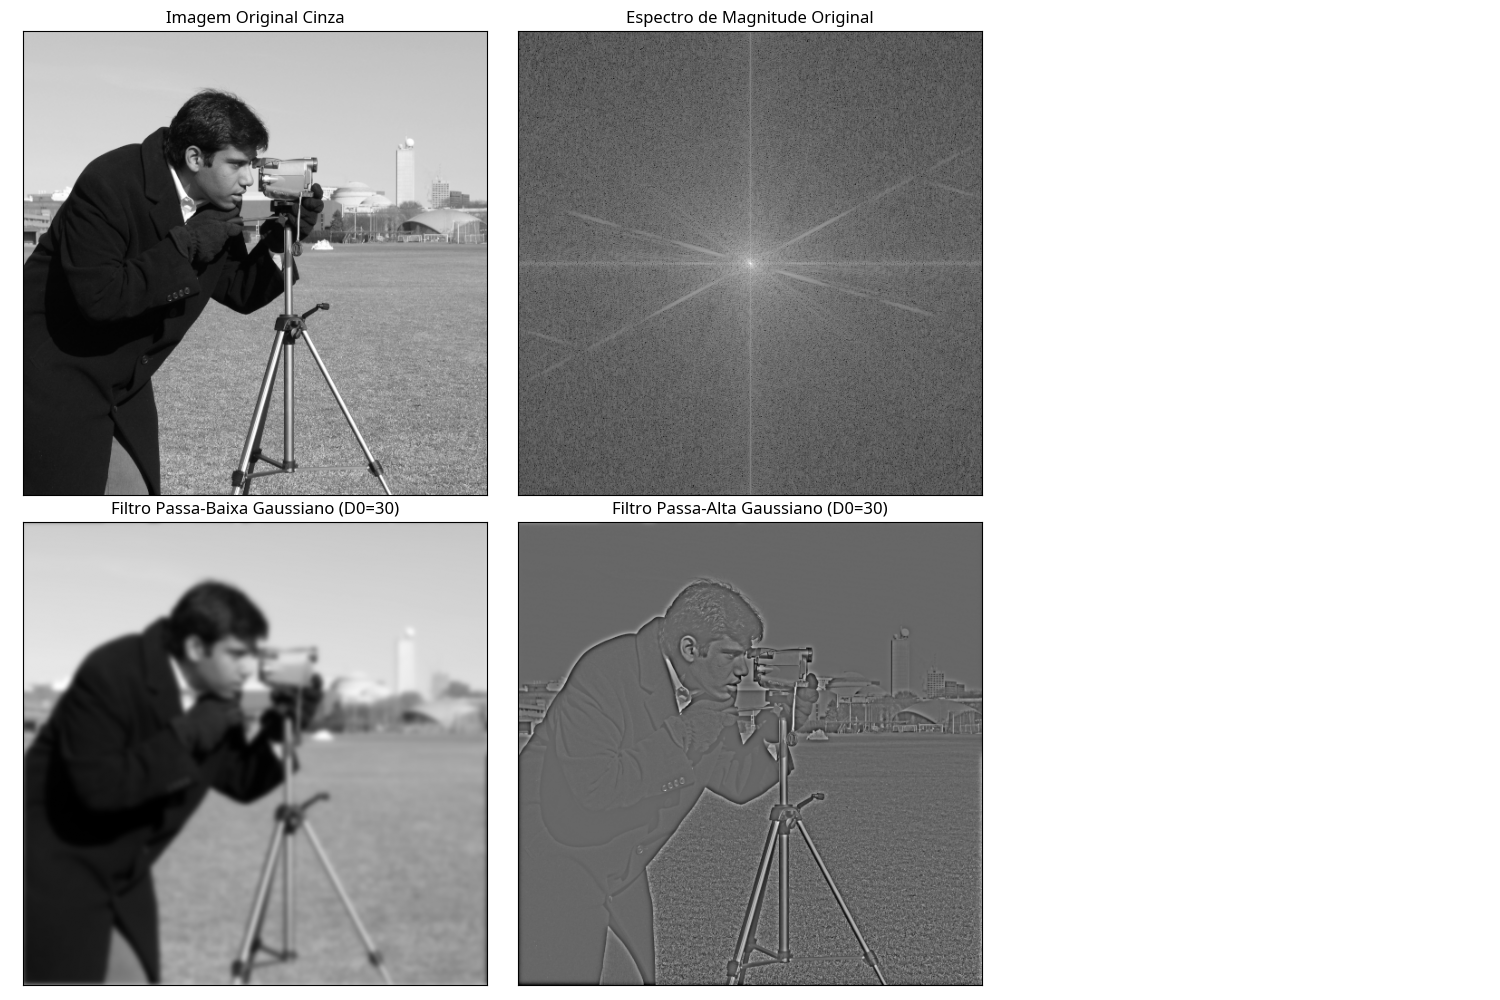 Imagem Original Cinza
Espectro de Magnitude Original
Filtro Passa-Baixa Gaussiano (D0=30)
Filtro Passa-Alta Gaussiano (D0=30)